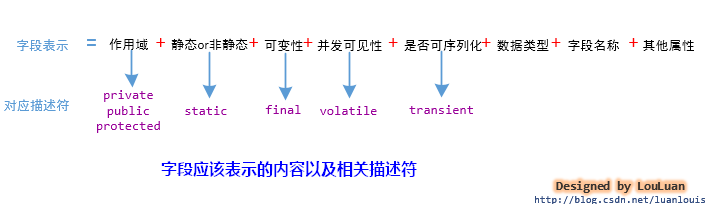 字段表示 = 作用域 + 静态or非静态 + 可变性 + 并发可见性 + 是否可序列化 + 数据类型 + 字段名称 + 其他属性
对应描述符 private public protected static final volatile transient
字段应该表示的内容以及相关描述符
Designed by LouLuan
http://blog.csdn.net/luanlouis